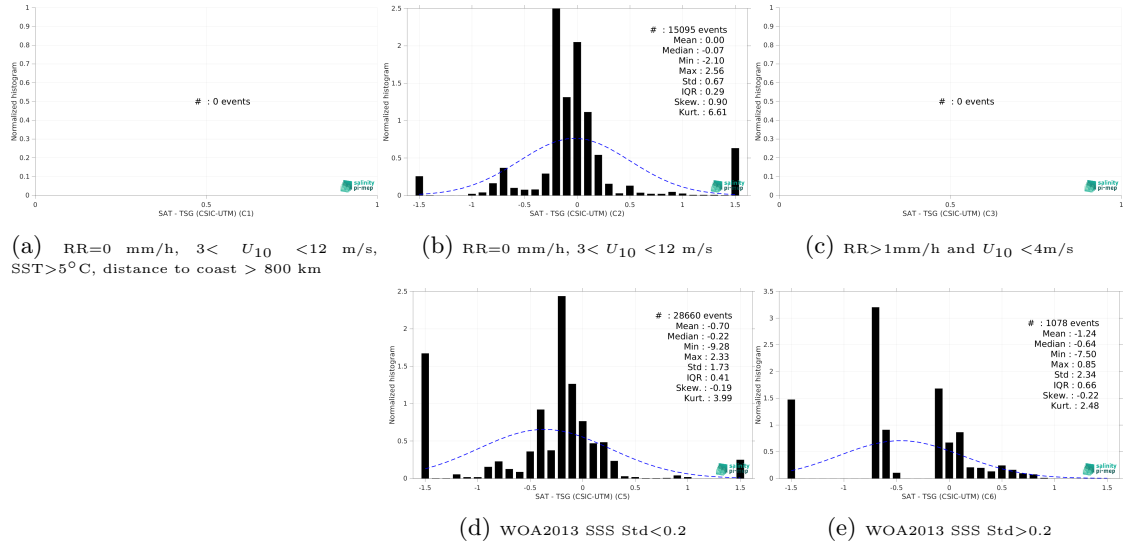 1
0.9
0.8
0.7
0.6
0.5
0.4
0.3
0.2
0.1
0
Normalized histogram
# : 0 events
0 0.5 1
SAT - TSG (CSIC-UTM) (C1)
salinity
pi-mep
(a) RR=0 mm/h, 3< U10 <12 m/s,
SST>5°C, distance to coast > 800 km
2.5
2
1.5
1
0.5
0
Normalized histogram
# : 15095 events
Mean : 0.00
Median : -0.07
Min : -2.10
Max : 2.56
Std : 0.67
IQR : 0.29
Skew. : 0.90
Kurt. : 6.61
-1.5 -1 -0.5 0 0.5 1 1.5
SAT - TSG (CSIC-UTM) (C2)
salinity
pi-mep
(b) RR=0 mm/h, 3< U10 <12 m/s
1
0.9
0.8
0.7
0.6
0.5
0.4
0.3
0.2
0.1
0
Normalized histogram
# : 0 events
0 0.5 1
SAT - TSG (CSIC-UTM) (C3)
salinity
pi-mep
(c) RR>1mm/h and U10 <4m/s
2.5
2
1.5
1
0.5
0
Normalized histogram
# : 28660 events
Mean : -0.70
Median : -0.22
Min : -9.28
Max : 2.33
Std : 1.73
IQR : 0.41
Skew. : -0.19
Kurt. : 3.99
-1.5 -1 -0.5 0 0.5 1 1.5
SAT - TSG (CSIC-UTM) (C5)
salinity
pi-mep
(d) WOA2013 SSS Std<0.2
3.5
3
2.5
2
1.5
1
0.5
0
Normalized histogram
# : 1078 events
Mean : -1.24
Median : -0.64
Min : -7.50
Max : 0.85
Std : 2.34
IQR : 0.66
Skew. : -0.22
Kurt. : 2.48
-1.5 -1 -0.5 0 0.5 1 1.5
SAT - TSG (CSIC-UTM) (C6)
salinity
pi-mep
(e) WOA2013 SSS Std>0.2